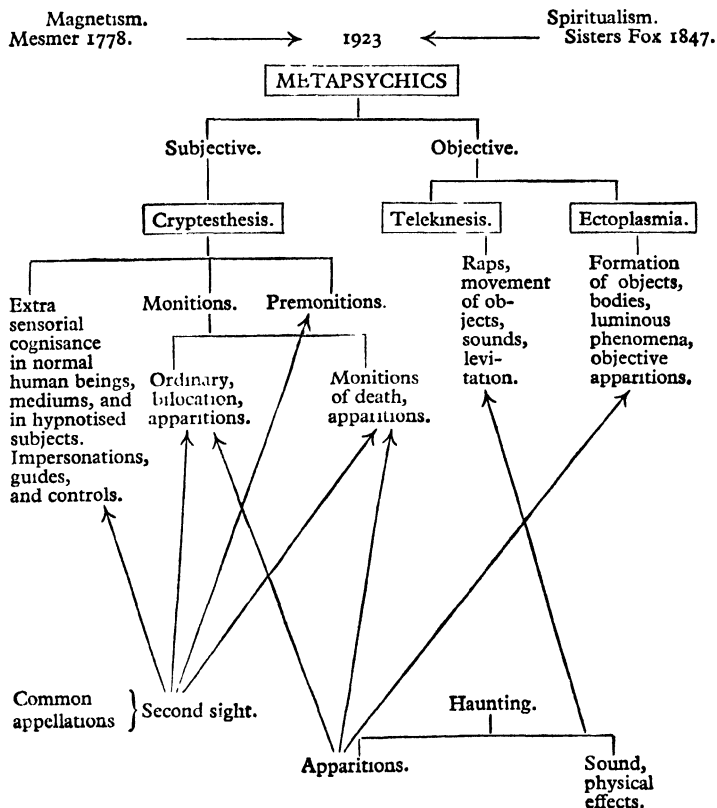 Magnetism.
Mesmer 1778.
1923
Spiritualism.
Sisters Fox 1847.
METAPSYCHICS
Subjective.
Objective.
Cryptesthesis.
Telekinesis.
Ectoplasmia.
Extra
sensorial
cognisance
in normal
human beings,
mediums, and
in hypnotised
subjects.
Impersonations,
guides,
and controls.
Monitions.
Premonitions.
Ordinary,
bilocation,
apparitions.
Monitions
of death,
apparitions.
Raps,
movement
of ob-
jects,
sounds,
levi-
tation.
Formation
of objects,
bodies,
luminous
phenomena,
objective
apparitions.
Common
appellations
Second sight.
Haunting.
Apparitions.
Sound,
physical
effects.